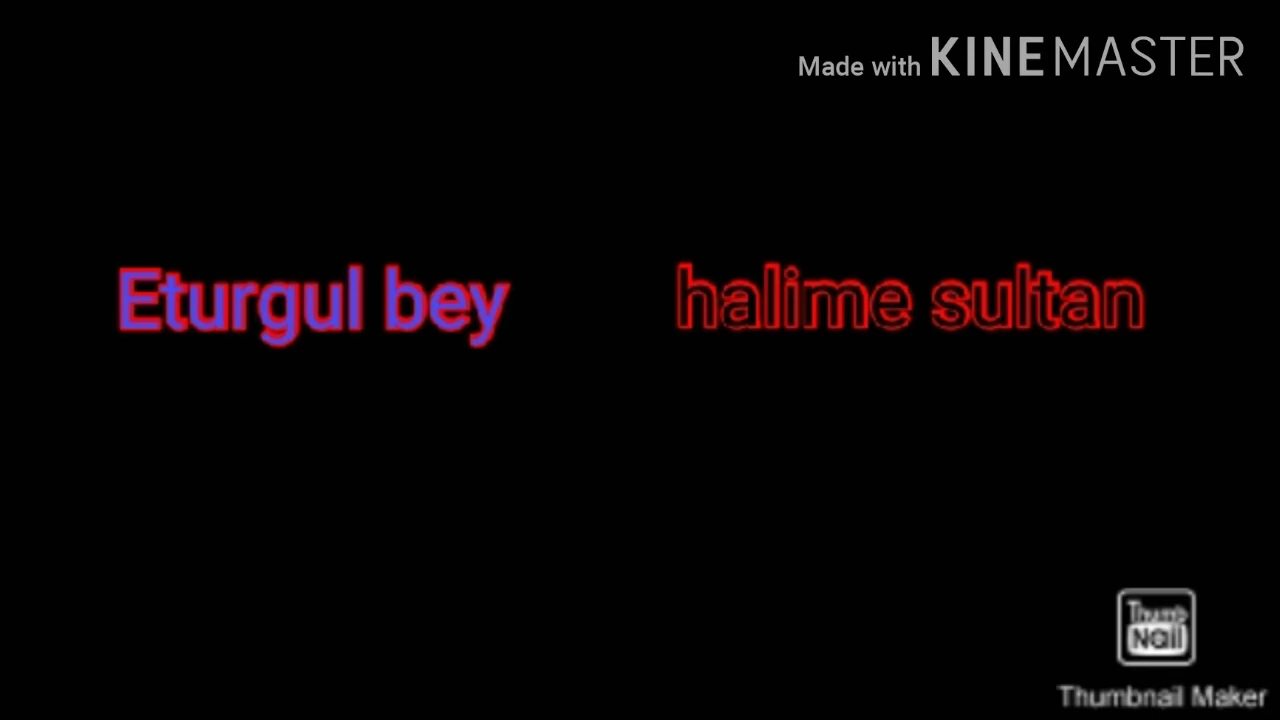 Made with KINEMASTER
Eturgul bey halime sultan
Thumb
Nail
Thumbnail Maker